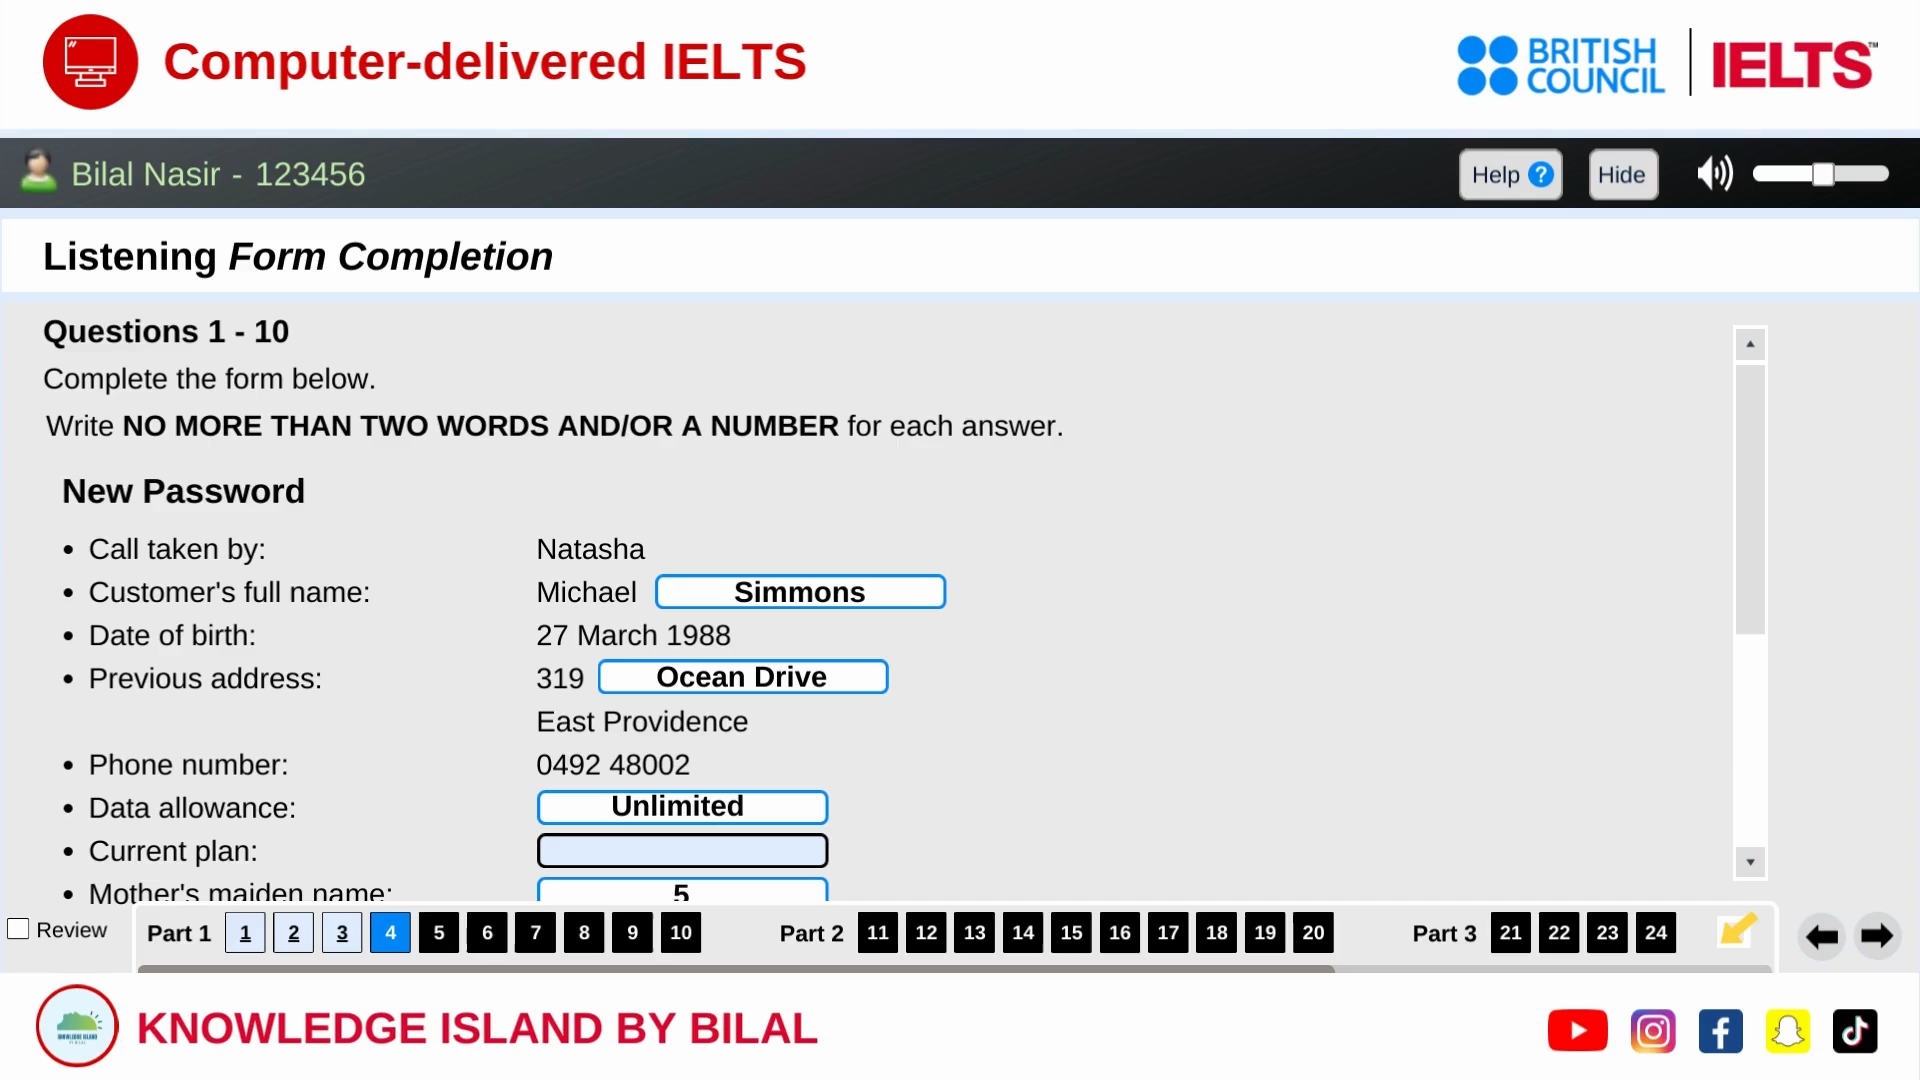 Computer-delivered IELTS
BRITISH COUNCIL
IELTS™
Bilal Nasir - 123456
Help ?
Hide
Listening Form Completion
Questions 1 - 10
Complete the form below.
Write NO MORE THAN TWO WORDS AND/OR A NUMBER for each answer.
New Password
• Call taken by: Natasha
• Customer's full name: Michael Simmons
• Date of birth: 27 March 1988
• Previous address: 319 Ocean Drive
East Providence
• Phone number: 0492 48002
• Data allowance: Unlimited
• Current plan:
• Mother's maiden name: 5
Review
Part 1 1 2 3 4 5 6 7 8 9 10 Part 2 11 12 13 14 15 16 17 18 19 20 Part 3 21 22 23 24
KNOWLEDGE ISLAND BY BILAL